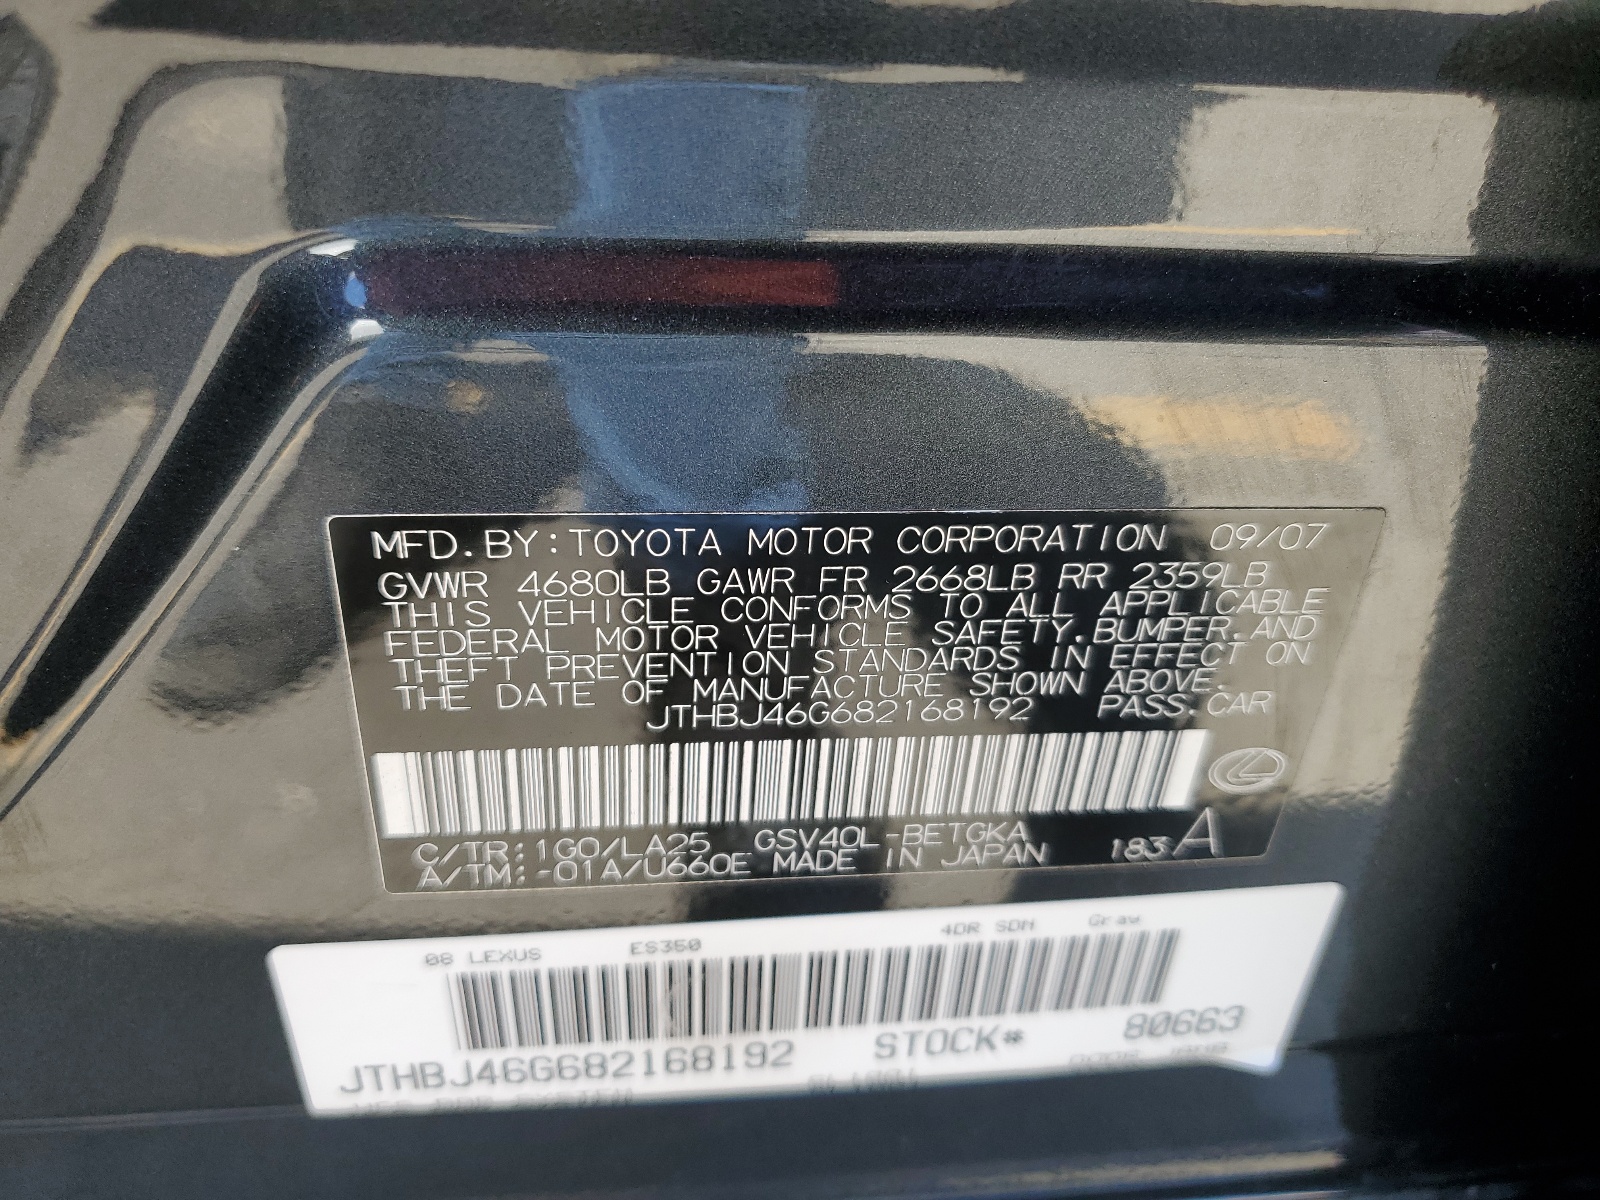 MFD. BY: TOYOTA MOTOR CORPORATION 09/07
GVWR 4680LB GAWR FR 2668LB RR 2359LB
THIS VEHICLE CONFORMS TO ALL APPLICABLE
FEDERAL MOTOR VEHICLE SAFETY, BUMPER, AND
THEFT PREVENTION STANDARDS IN EFFECT ON
THE DATE OF MANUFACTURE SHOWN ABOVE.
JTHBJ46G682168192 PASS. CAR
C/TR: 1G0/LA25 GSV40L-BETGKA
A/TM: -01A/U660E MADE IN JAPAN 183 A
08 LEXUS ES350 4DR SDN Gray
JTHBJ46G682168192 STOCK# 80663